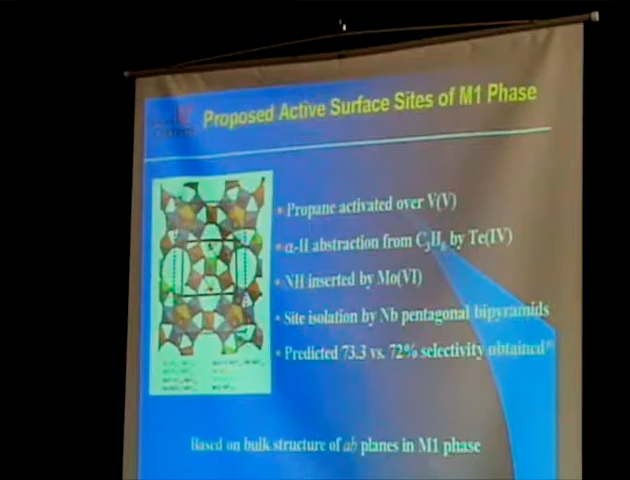 Proposed Active Surface Sites of M1 Phase
• Propane activated over V(V)
• α-H abstraction from C₃H₆ by Te(IV)
• NH inserted by Mo(VI)
• Site isolation by Nb pentagonal bipyramids
• Predicted 73.3 vs. 72% selectivity obtained*
Based on bulk structure of ab planes in M1 phase